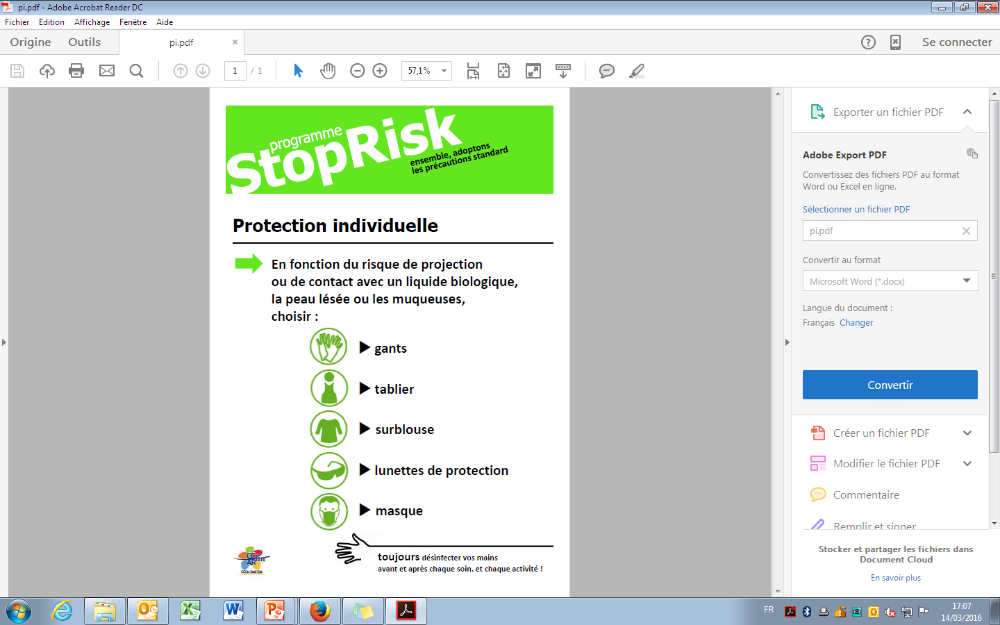 pi.pdf - Adobe Acrobat Reader DC
Fichier Edition Affichage Fenêtre Aide
Origine Outils pi.pdf Se connecter
1 / 1 57,1%
programme
StopRisk
ensemble, adoptons
les précautions standard
Protection individuelle
En fonction du risque de projection
ou de contact avec un liquide biologique,
la peau lésée ou les muqueuses,
choisir :
gants
tablier
surblouse
lunettes de protection
masque
toujours désinfecter vos mains
avant et après chaque soin, et chaque activité !
Exporter un fichier PDF
Adobe Export PDF
Convertissez des fichiers PDF au format
Word ou Excel en ligne.
Sélectionner un fichier PDF
pi.pdf
Convertir au format
Microsoft Word (*.docx)
Langue du document :
Français Changer
Convertir
Créer un fichier PDF
Modifier le fichier PDF
Commentaire
Remplir et signer
Stocker et partager les fichiers dans
Document Cloud
En savoir plus
FR
17:07
14/03/2016